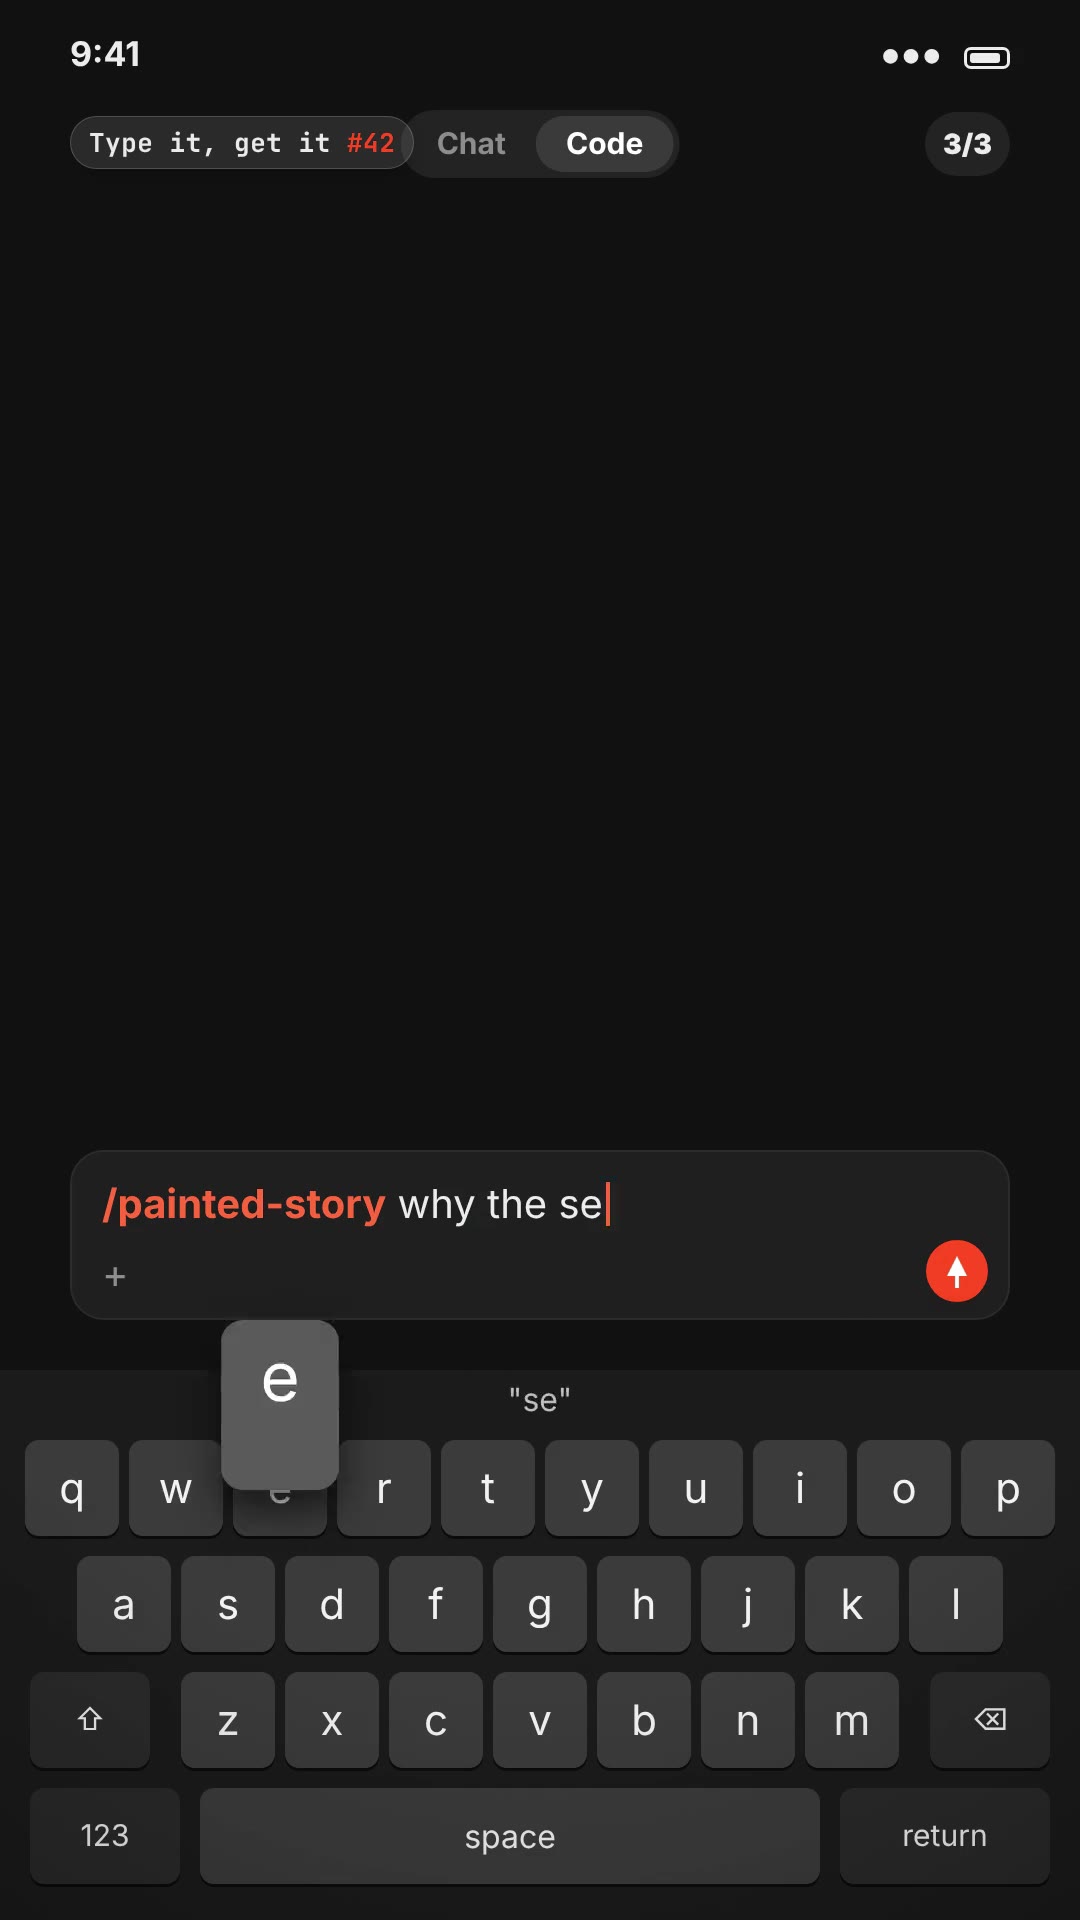 9:41
Type it, get it #42
Chat
Code
3/3
/painted-story why the se
+
e
"se"
q w e r t y u i o p
a s d f g h j k l
z x c v b n m
123 space return